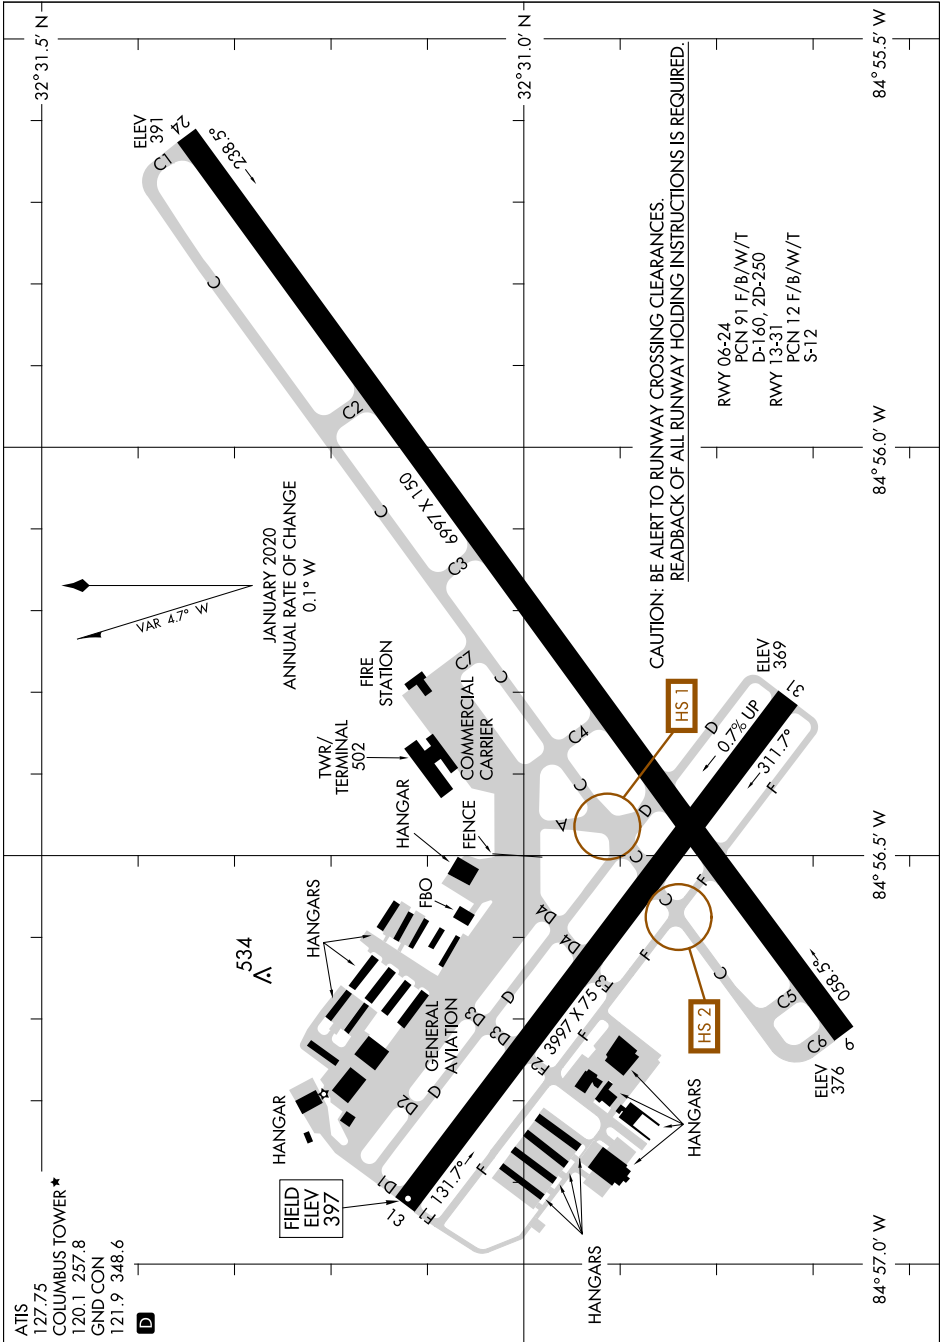 ATIS
127.75
COLUMBUS TOWER★
120.1 257.8
GND CON
121.9 348.6
D
32°31.5' N
32°31.0' N
84°55.5' W
84°56.0' W
84°56.5' W
84°57.0' W
ELEV
391
24
238.5°
C1
C
C2
C
6997 X 150
C3
C7
C
C4
C
JANUARY 2020
ANNUAL RATE OF CHANGE
0.1° W
VAR 4.7° W
FIRE
STATION
TWR/
TERMINAL
502
COMMERCIAL
CARRIER
HANGAR
FENCE
FBO
HANGARS
534
GENERAL
AVIATION
HANGAR
FIELD
ELEV
397
13
131.7°
D1
D2
D
D3
D3
D
D4
D4
A
C
D
HS 1
D
0.7% UP
311.7°
F
31
ELEV
369
F1
F
F2
F
3997 X 75
F3
F
C
F
HS 2
C
C5
C6
058.5°
6
ELEV
376
HANGARS
HANGARS
CAUTION: BE ALERT TO RUNWAY CROSSING CLEARANCES.
READBACK OF ALL RUNWAY HOLDING INSTRUCTIONS IS REQUIRED.
RWY 06-24
PCN 91 F/B/W/T
D-160, 2D-250
RWY 13-31
PCN 12 F/B/W/T
S-12